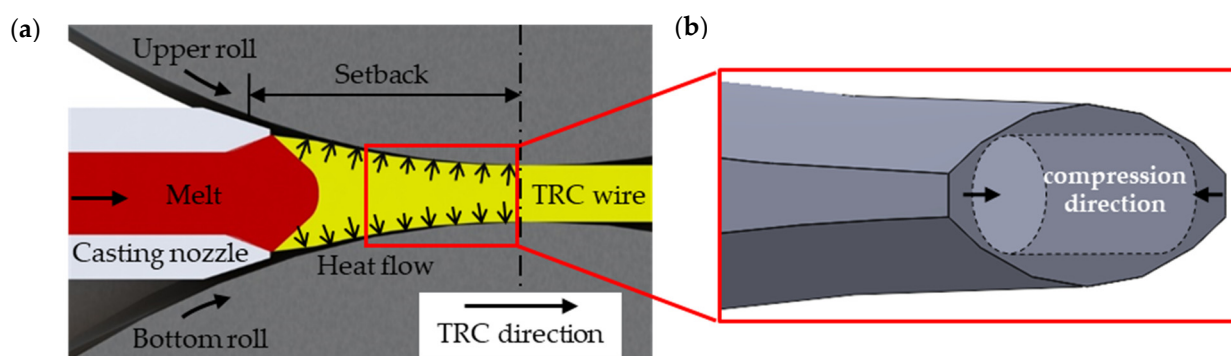 (a)
Upper roll
Setback
Melt
TRC wire
Casting nozzle
Heat flow
Bottom roll
TRC direction
(b)
compression
direction